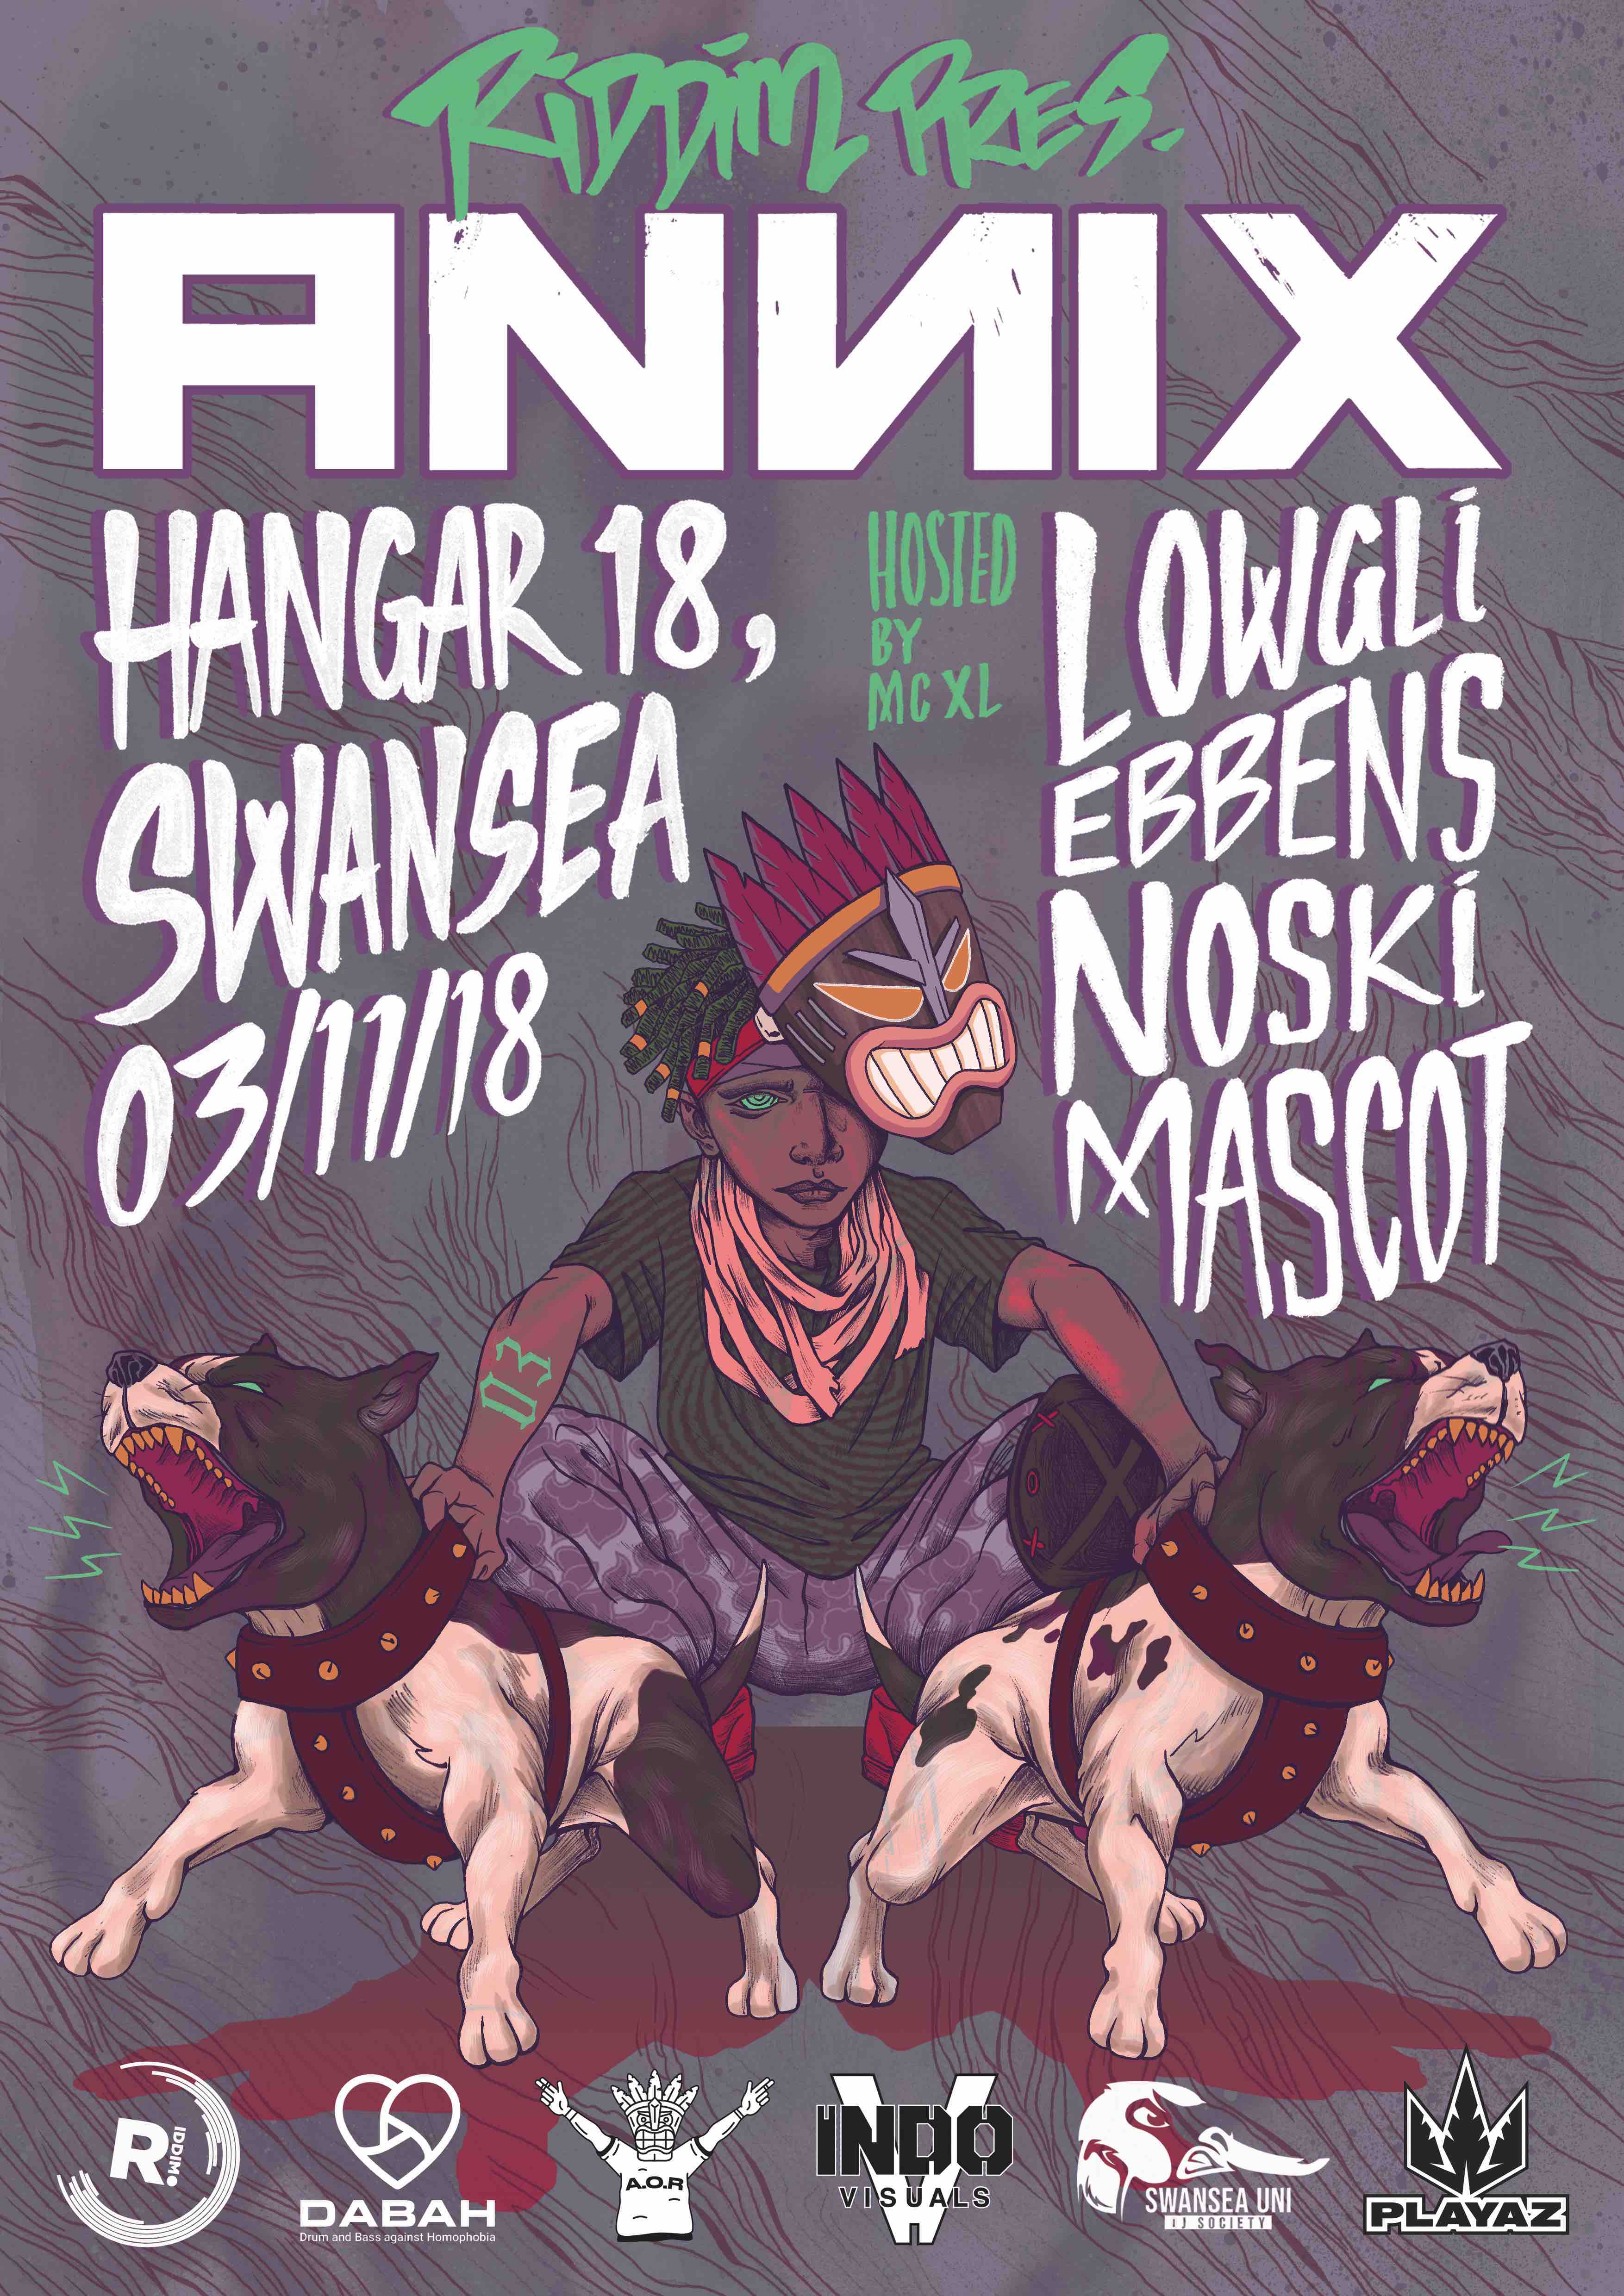 RiDDiM PRES.
ANNIX
HANGAR 18,
SWANSEA
03/11/18
HOSTED
BY
MC XL
LOWGLi
EBBENS
NOSKi
MASCOT
03
R.
IDDIM
DABAH
Drum and Bass against Homophobia
A.O.R
INDO
VISUALS
SWANSEA UNI
DJ SOCIETY
PLAYAZ